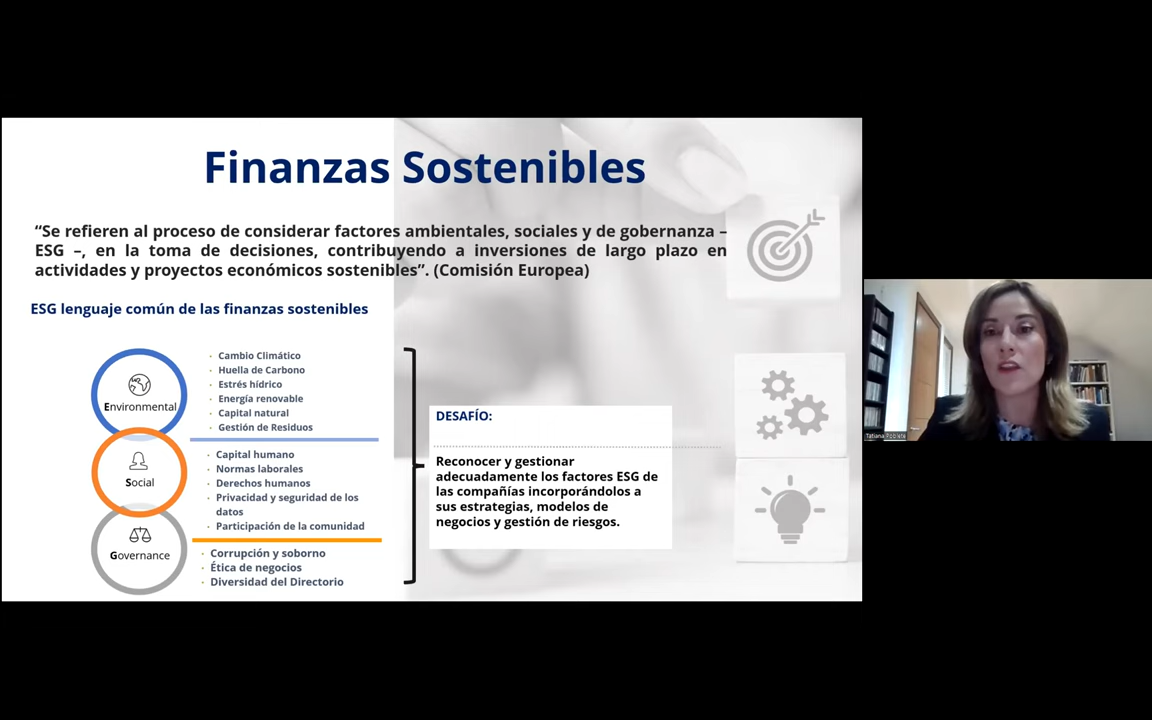 Finanzas Sostenibles
“Se refieren al proceso de considerar factores ambientales, sociales y de gobernanza –
ESG –, en la toma de decisiones, contribuyendo a inversiones de largo plazo en
actividades y proyectos económicos sostenibles”. (Comisión Europea)
ESG lenguaje común de las finanzas sostenibles
Environmental
· Cambio Climático
· Huella de Carbono
· Estrés hídrico
· Energía renovable
· Capital natural
· Gestión de Residuos
Social
· Capital humano
· Normas laborales
· Derechos humanos
· Privacidad y seguridad de los
datos
· Participación de la comunidad
Governance
· Corrupción y soborno
· Ética de negocios
· Diversidad del Directorio
DESAFÍO:
Reconocer y gestionar
adecuadamente los factores ESG de
las compañías incorporándolos a
sus estrategias, modelos de
negocios y gestión de riesgos.
Tatiana Poblete